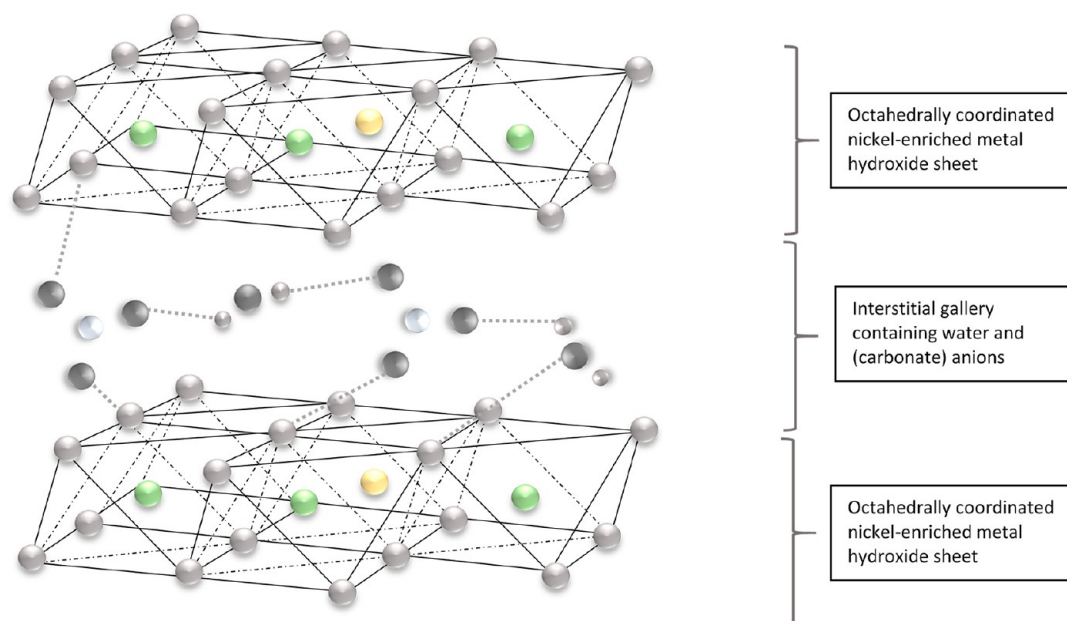 Octahedrally coordinated
nickel-enriched metal
hydroxide sheet
Interstitial gallery
containing water and
(carbonate) anions
Octahedrally coordinated
nickel-enriched metal
hydroxide sheet